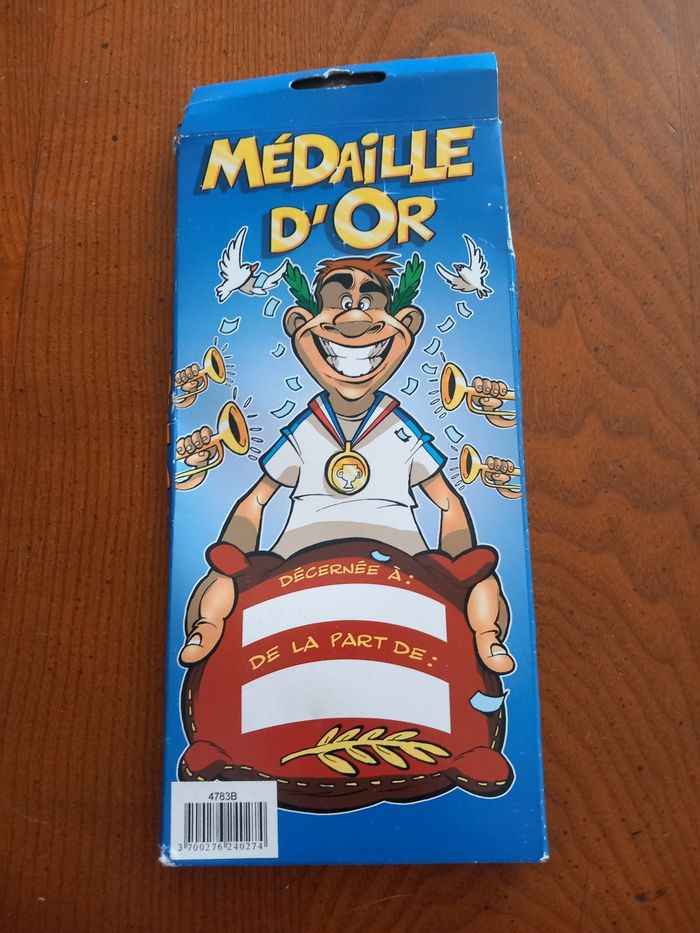 MÉDAiLLE
D'OR
DÉCERNÉE À :
DE LA PART DE :
4783B
3 700276 240274